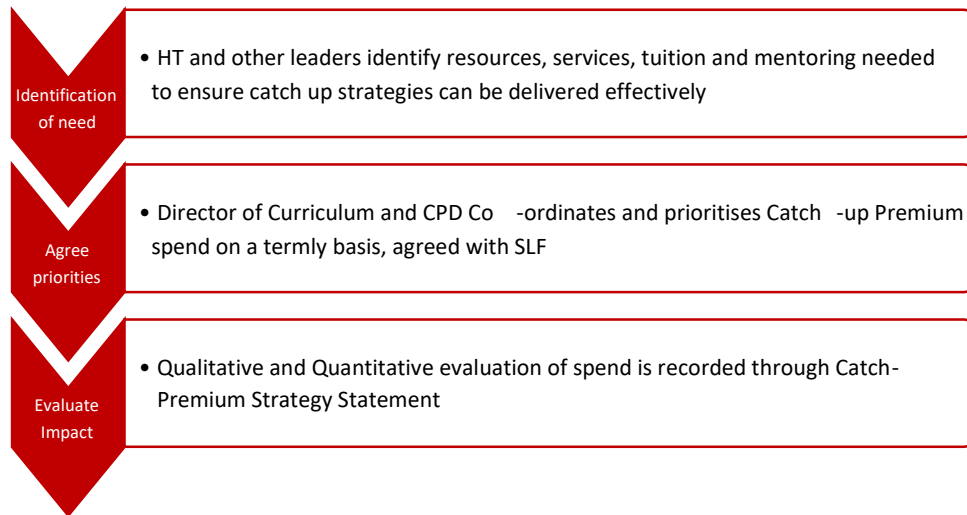 Identification
of need
• HT and other leaders identify resources, services, tuition and mentoring needed
to ensure catch up strategies can be delivered effectively
Agree
priorities
• Director of Curriculum and CPD Co -ordinates and prioritises Catch -up Premium
spend on a termly basis, agreed with SLF
Evaluate
Impact
• Qualitative and Quantitative evaluation of spend is recorded through Catch-
Premium Strategy Statement